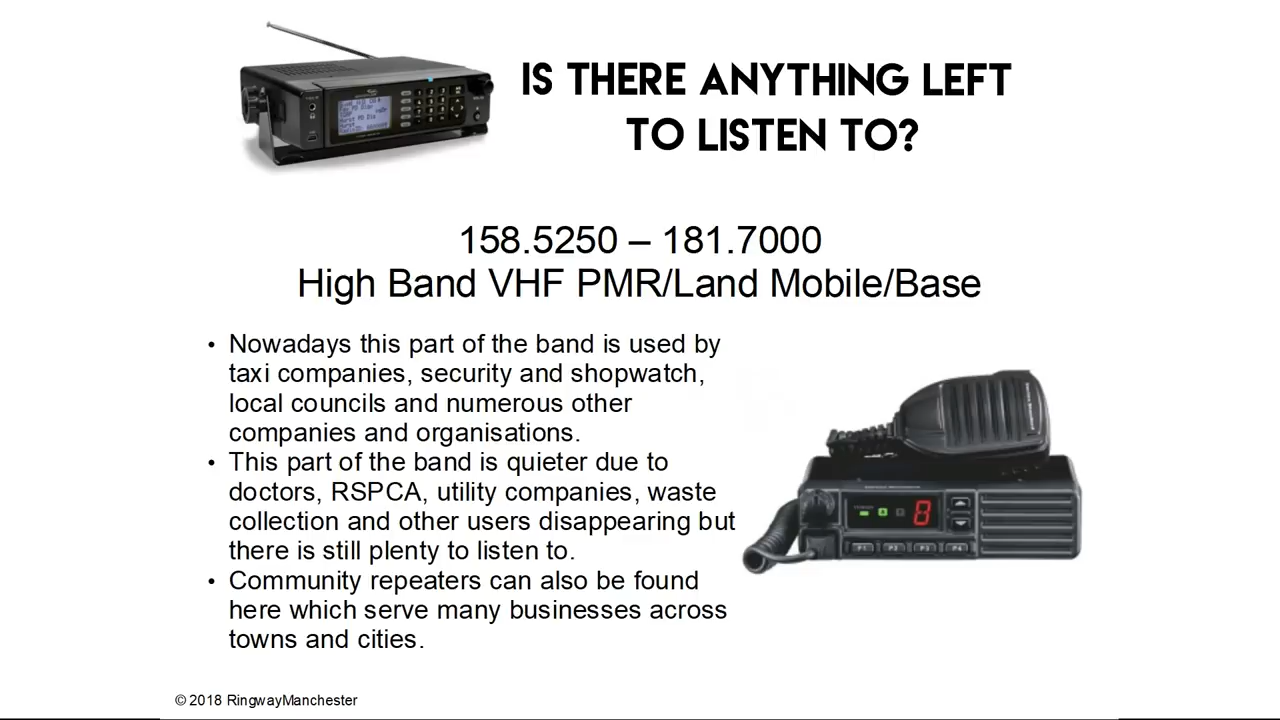 IS THERE ANYTHING LEFT
TO LISTEN TO?
158.5250 – 181.7000
High Band VHF PMR/Land Mobile/Base
• Nowadays this part of the band is used by
taxi companies, security and shopwatch,
local councils and numerous other
companies and organisations.
• This part of the band is quieter due to
doctors, RSPCA, utility companies, waste
collection and other users disappearing but
there is still plenty to listen to.
• Community repeaters can also be found
here which serve many businesses across
towns and cities.
8
P1 P2 P3 P4
© 2018 RingwayManchester